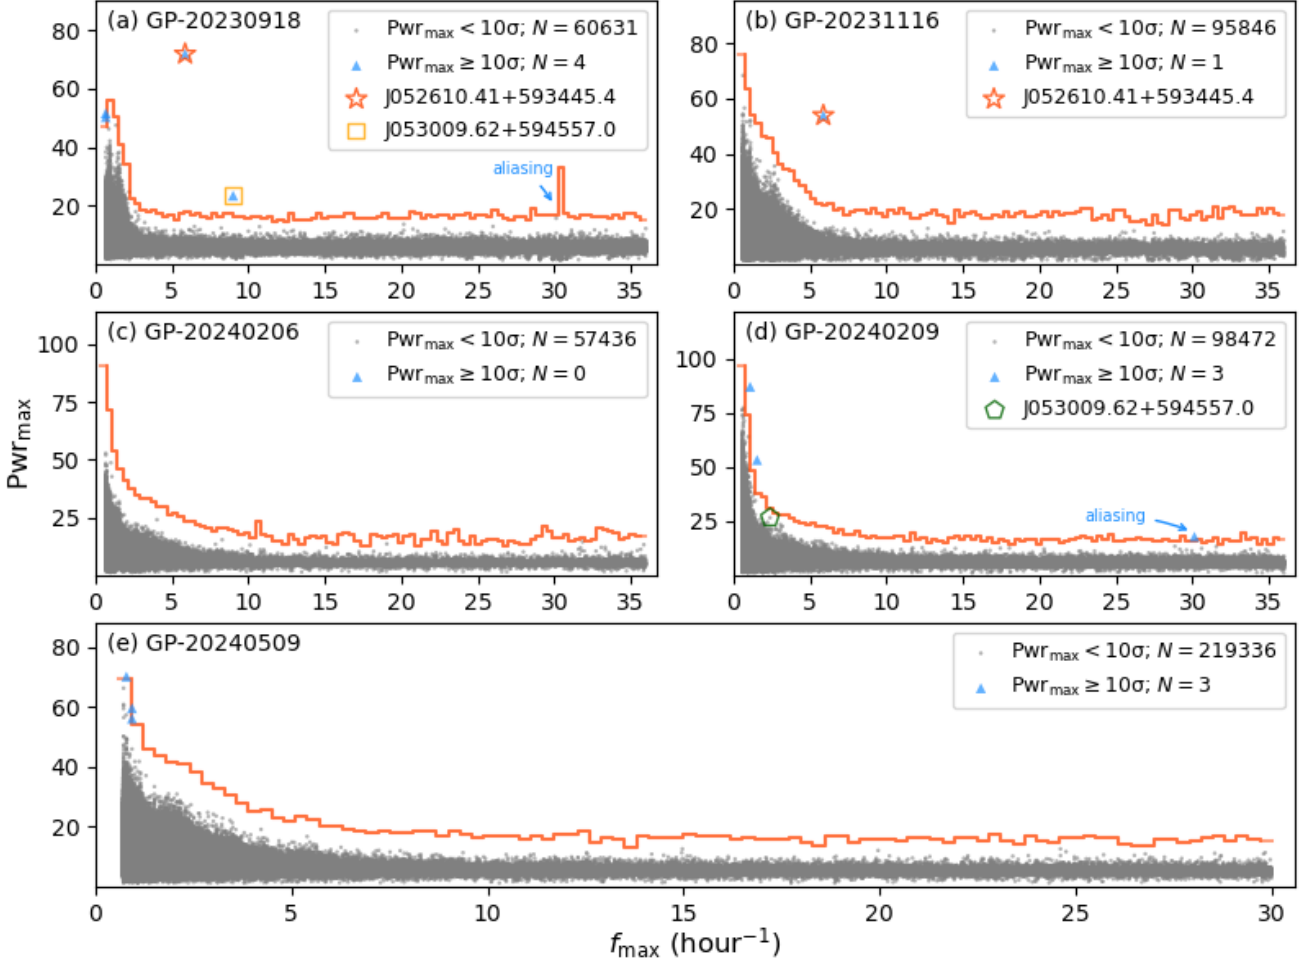 (a) GP-20230918
Pwr_max < 10σ; N = 60631
Pwr_max ≥ 10σ; N = 4
J052610.41+593445.4
J053009.62+594557.0
aliasing
80
60
40
20
0 5 10 15 20 25 30 35
(b) GP-20231116
Pwr_max < 10σ; N = 95846
Pwr_max ≥ 10σ; N = 1
J052610.41+593445.4
80
60
40
20
0 5 10 15 20 25 30 35
(c) GP-20240206
Pwr_max < 10σ; N = 57436
Pwr_max ≥ 10σ; N = 0
100
75
50
25
0 5 10 15 20 25 30 35
(d) GP-20240209
Pwr_max < 10σ; N = 98472
Pwr_max ≥ 10σ; N = 3
J053009.62+594557.0
aliasing
100
75
50
25
0 5 10 15 20 25 30 35
Pwr_max
(e) GP-20240509
Pwr_max < 10σ; N = 219336
Pwr_max ≥ 10σ; N = 3
80
60
40
20
0 5 10 15 20 25 30
f_max (hour⁻¹)